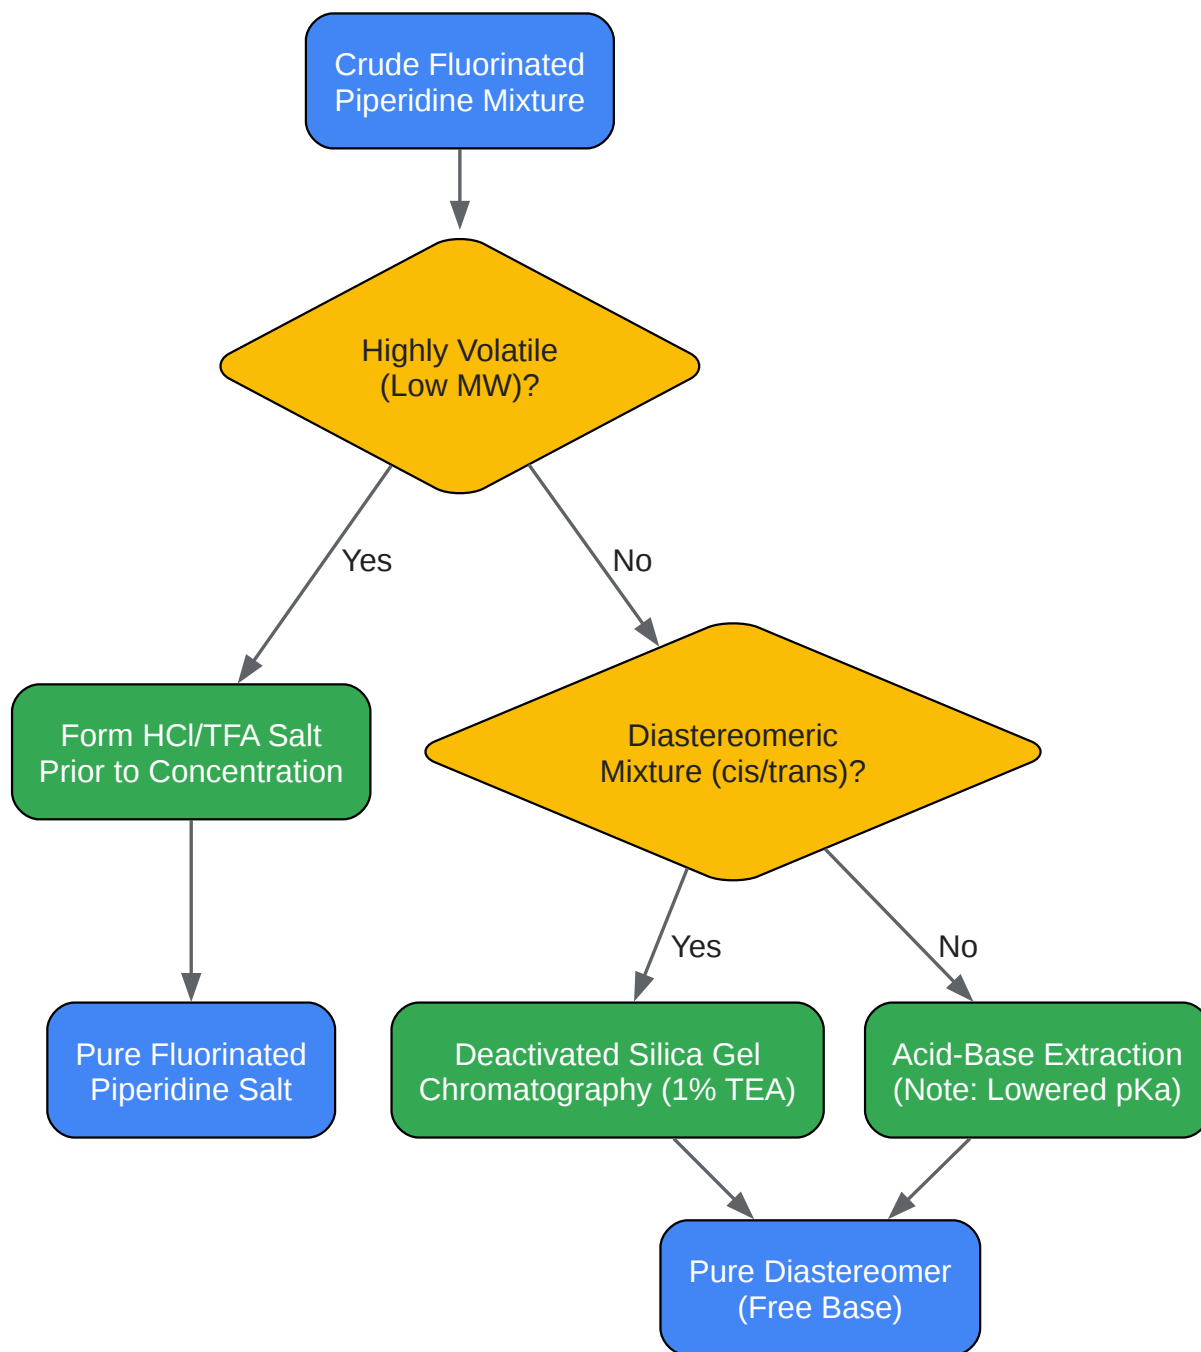 Crude Fluorinated
Piperidine Mixture
Highly Volatile
(Low MW)?
Yes
No
Form HCl/TFA Salt
Prior to Concentration
Diastereomeric
Mixture (cis/trans)?
Yes
No
Pure Fluorinated
Piperidine Salt
Deactivated Silica Gel
Chromatography (1% TEA)
Acid-Base Extraction
(Note: Lowered pKa)
Pure Diastereomer
(Free Base)